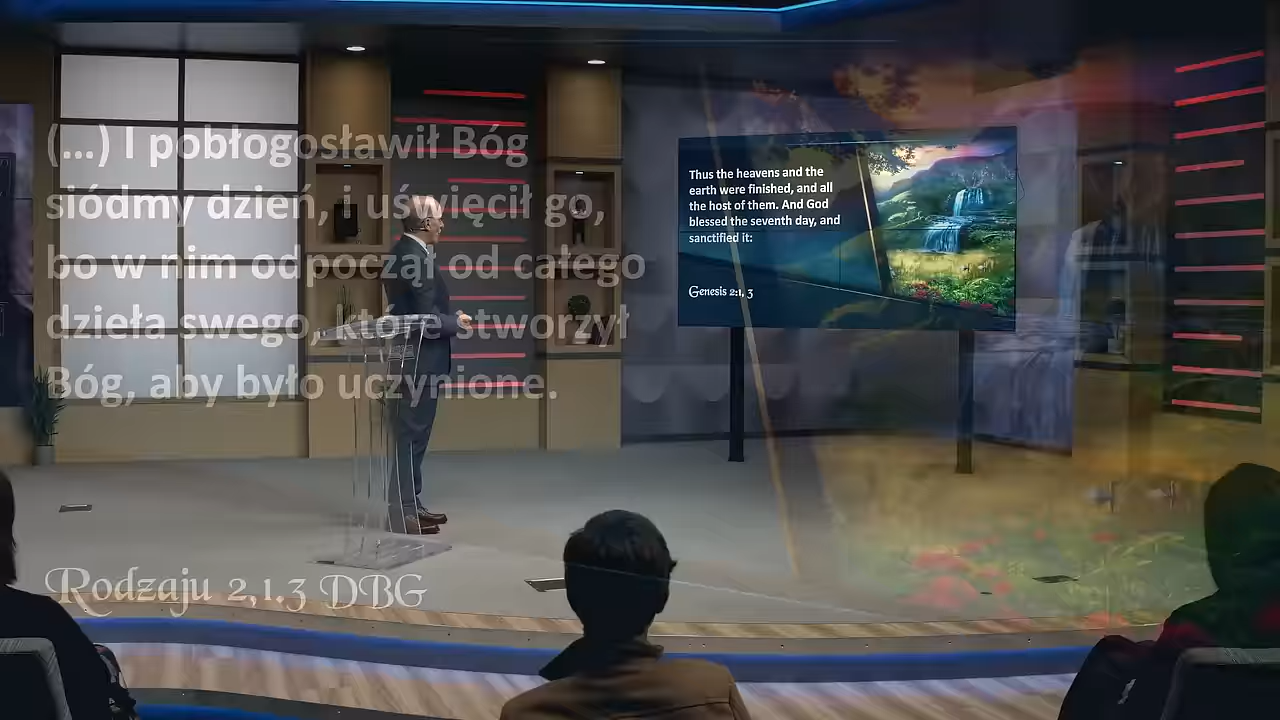 (...) I pobłogosławił Bóg
siódmy dzień, i uświęcił go,
bo w nim odpoczął od całego
dzieła swego, które stworzył
Bóg, aby było uczynione.
Rodzaju 2,1.3 DBG
Thus the heavens and the
earth were finished, and all
the host of them. And God
blessed the seventh day, and
sanctified it:
Genesis 2:1, 3